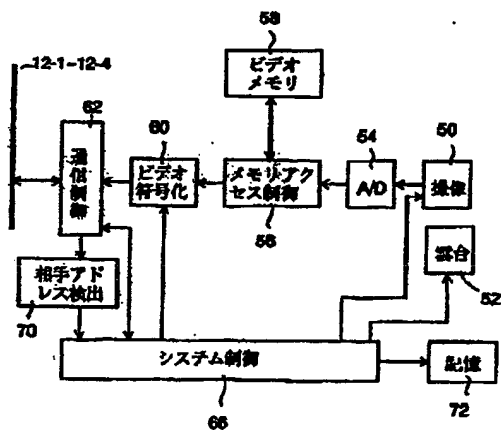 58
ビデオ
メモリ
12-1~12-4
62
通信制御
60
ビデオ
符号化
メモリアク
セス制御
56
54
A/D
50
撮像
雲台
52
相手アド
レス検出
70
システム制御
66
記憶
72